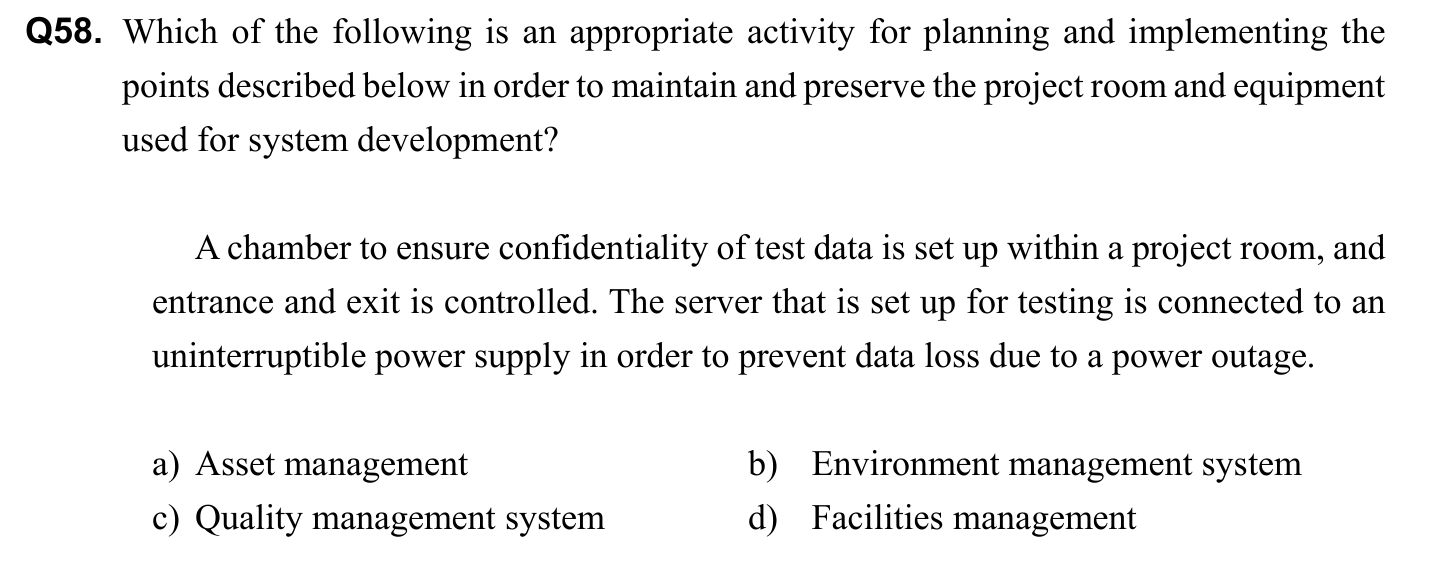 Q58. Which of the following is an appropriate activity for planning and implementing the
points described below in order to maintain and preserve the project room and equipment
used for system development?
A chamber to ensure confidentiality of test data is set up within a project room, and
entrance and exit is controlled. The server that is set up for testing is connected to an
uninterruptible power supply in order to prevent data loss due to a power outage.
a) Asset management b) Environment management system
c) Quality management system d) Facilities management